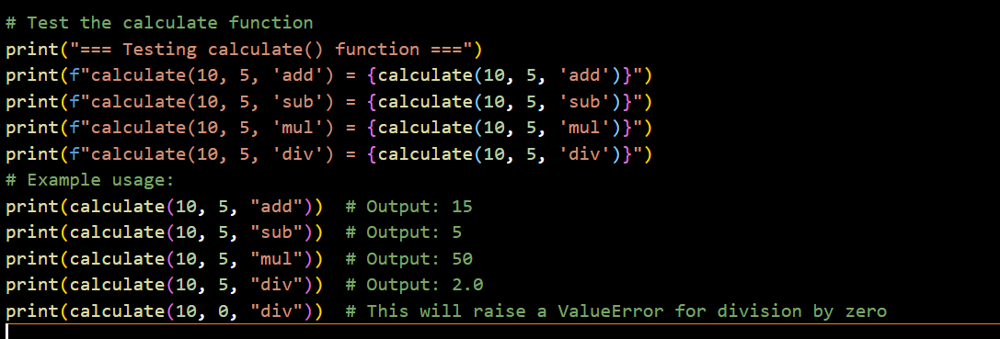 # Test the calculate function
print("=== Testing calculate() function ===")
print(f"calculate(10, 5, 'add') = {calculate(10, 5, 'add')}")
print(f"calculate(10, 5, 'sub') = {calculate(10, 5, 'sub')}")
print(f"calculate(10, 5, 'mul') = {calculate(10, 5, 'mul')}")
print(f"calculate(10, 5, 'div') = {calculate(10, 5, 'div')}")
# Example usage:
print(calculate(10, 5, "add"))  # Output: 15
print(calculate(10, 5, "sub"))  # Output: 5
print(calculate(10, 5, "mul"))  # Output: 50
print(calculate(10, 5, "div"))  # Output: 2.0
print(calculate(10, 0, "div"))  # This will raise a ValueError for division by zero